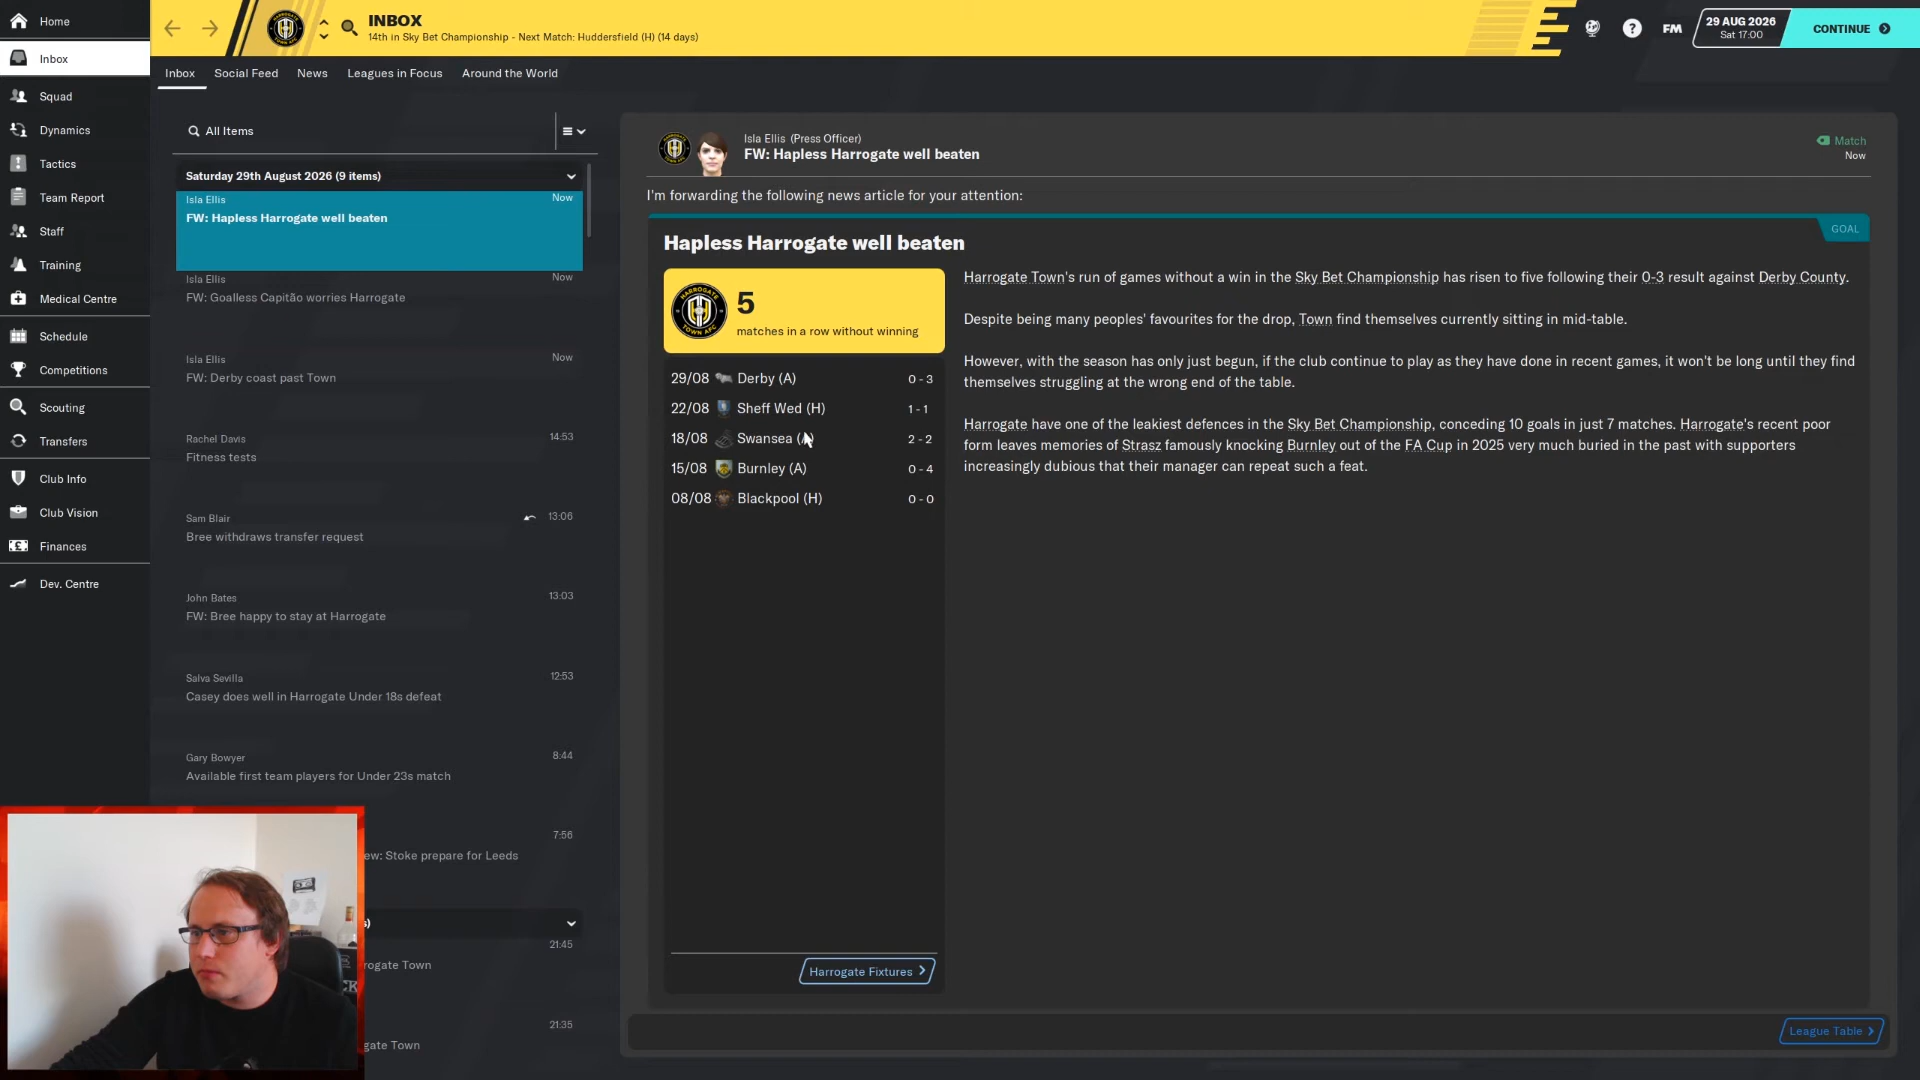 Home
Inbox
Squad
Dynamics
Tactics
Team Report
Staff
Training
Medical Centre
Schedule
Competitions
Scouting
Transfers
Club Info
Club Vision
Finances
Dev. Centre
INBOX
14th in Sky Bet Championship - Next Match: Huddersfield (H) (14 days)
FM
29 AUG 2026
Sat 17:00
CONTINUE
Inbox
Social Feed
News
Leagues in Focus
Around the World
All Items
Saturday 29th August 2026 (9 items)
Isla Ellis
Now
FW: Hapless Harrogate well beaten
Isla Ellis
Now
FW: Goalless Capitão worries Harrogate
Isla Ellis
Now
FW: Derby coast past Town
Rachel Davis
14:53
Fitness tests
Sam Blair
13:06
Bree withdraws transfer request
John Bates
13:03
FW: Bree happy to stay at Harrogate
Salva Sevilla
12:53
Casey does well in Harrogate Under 18s defeat
Gary Bowyer
8:44
Available first team players for Under 23s match
7:56
ew: Stoke prepare for Leeds
21:45
rogate Town
21:35
gate Town
Isla Ellis (Press Officer)
FW: Hapless Harrogate well beaten
Match
Now
I'm forwarding the following news article for your attention:
GOAL
Hapless Harrogate well beaten
HARROGATE
TOWN AFC
5
matches in a row without winning
29/08 Derby (A) 0 - 3
22/08 Sheff Wed (H) 1 - 1
18/08 Swansea (A) 2 - 2
15/08 Burnley (A) 0 - 4
08/08 Blackpool (H) 0 - 0
Harrogate Fixtures
Harrogate Town's run of games without a win in the Sky Bet Championship has risen to five following their 0-3 result against Derby County.
Despite being many peoples' favourites for the drop, Town find themselves currently sitting in mid-table.
However, with the season has only just begun, if the club continue to play as they have done in recent games, it won't be long until they find
themselves struggling at the wrong end of the table.
Harrogate have one of the leakiest defences in the Sky Bet Championship, conceding 10 goals in just 7 matches. Harrogate's recent poor
form leaves memories of Strasz famously knocking Burnley out of the FA Cup in 2025 very much buried in the past with supporters
increasingly dubious that their manager can repeat such a feat.
League Table